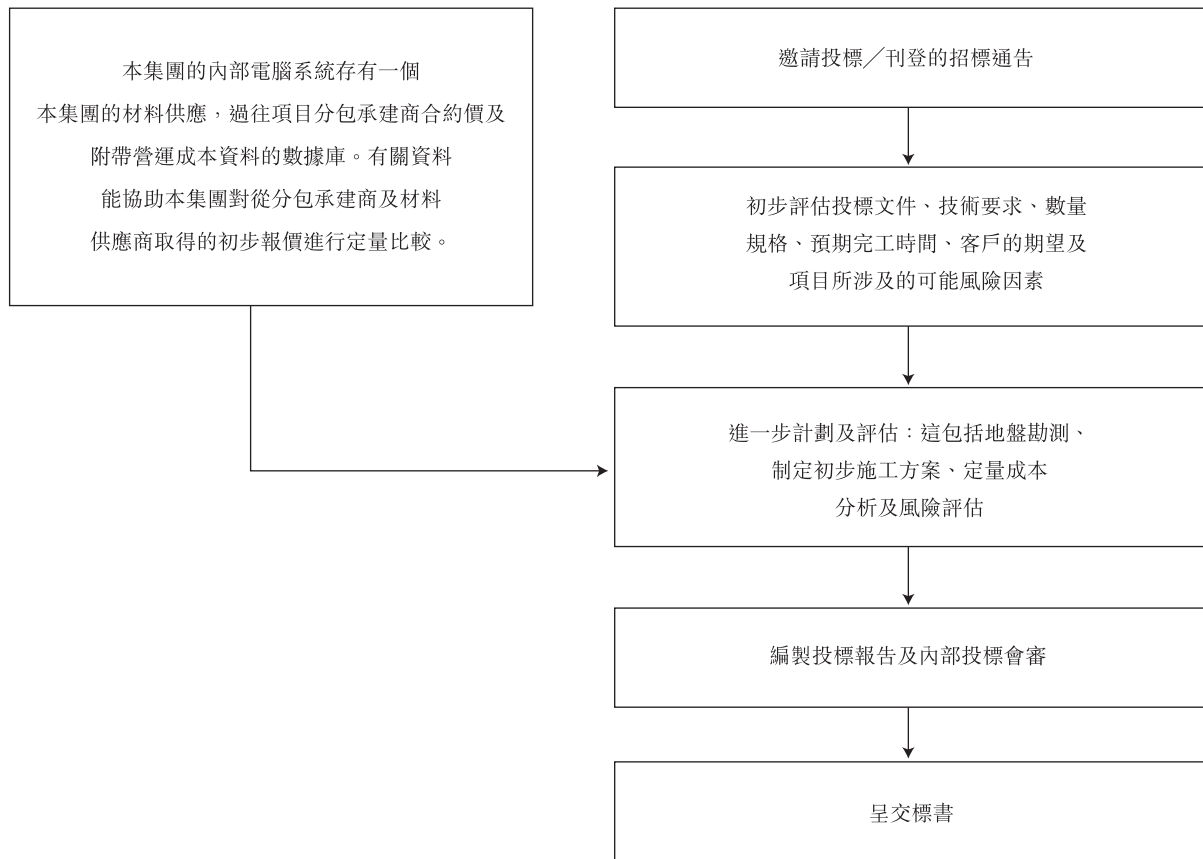 本集團的內部電腦系統存有一個
本集團的材料供應，過往項目分包承建商合約價及
附帶營運成本資料的數據庫。有關資料
能協助本集團對從分包承建商及材料
供應商取得的初步報價進行定量比較。
邀請投標╱刊登的招標通告
初步評估投標文件、技術要求、數量
規格、預期完工時間、客戶的期望及
項目所涉及的可能風險因素
進一步計劃及評估：這包括地盤勘測、
制定初步施工方案、定量成本
分析及風險評估
編製投標報告及內部投標會審
呈交標書